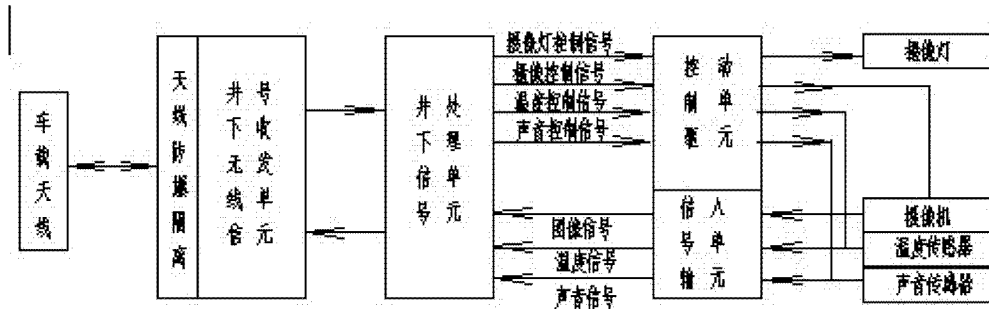 车载天线
天线防爆隔离
井下无线信号收发单元
井下信号处理单元
摄像灯控制信号
摄像控制信号
温度控制信号
声音控制信号
图像信号
温度信号
声音信号
控制驱动单元
信号输入单元
摄像灯
摄像机
温度传感器
声音传感器